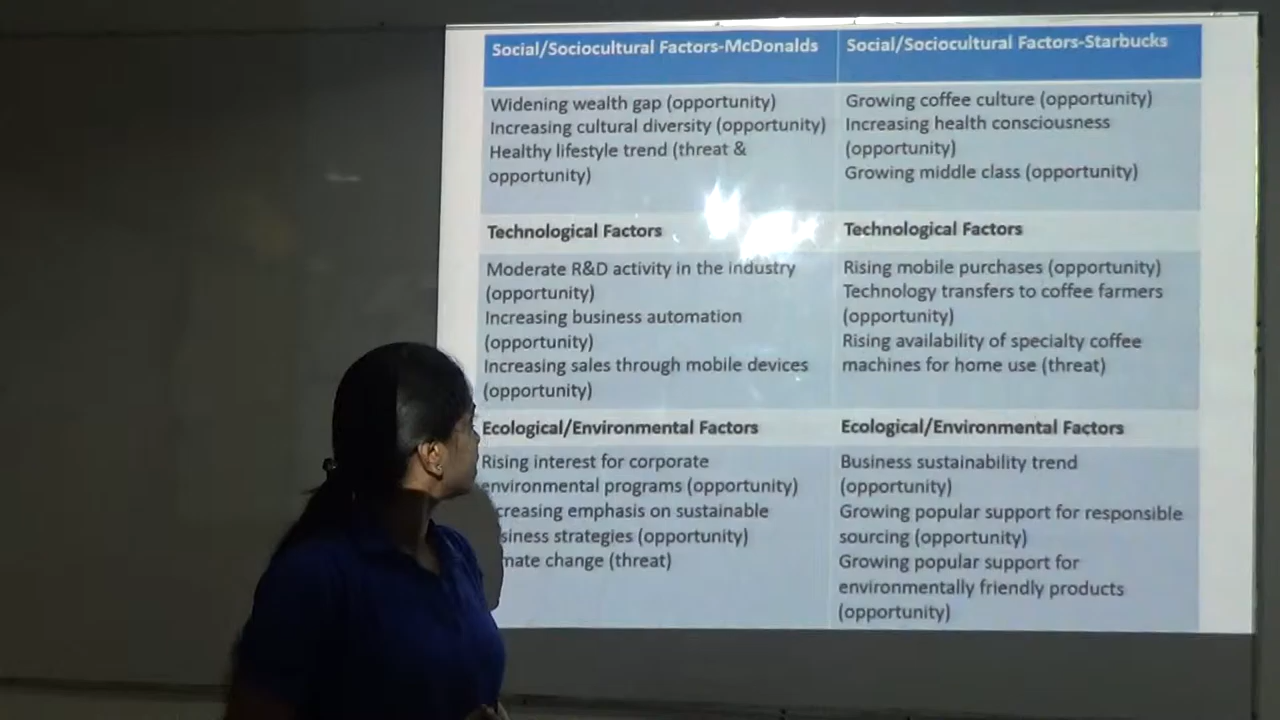 Social/Sociocultural Factors-McDonalds
Widening wealth gap (opportunity)
Increasing cultural diversity (opportunity)
Healthy lifestyle trend (threat &
opportunity)
Technological Factors
Moderate R&D activity in the industry
(opportunity)
Increasing business automation
(opportunity)
Increasing sales through mobile devices
(opportunity)
Ecological/Environmental Factors
Rising interest for corporate
environmental programs (opportunity)
creasing emphasis on sustainable
siness strategies (opportunity)
mate change (threat)
Social/Sociocultural Factors-Starbucks
Growing coffee culture (opportunity)
Increasing health consciousness
(opportunity)
Growing middle class (opportunity)
Technological Factors
Rising mobile purchases (opportunity)
Technology transfers to coffee farmers
(opportunity)
Rising availability of specialty coffee
machines for home use (threat)
Ecological/Environmental Factors
Business sustainability trend
(opportunity)
Growing popular support for responsible
sourcing (opportunity)
Growing popular support for
environmentally friendly products
(opportunity)